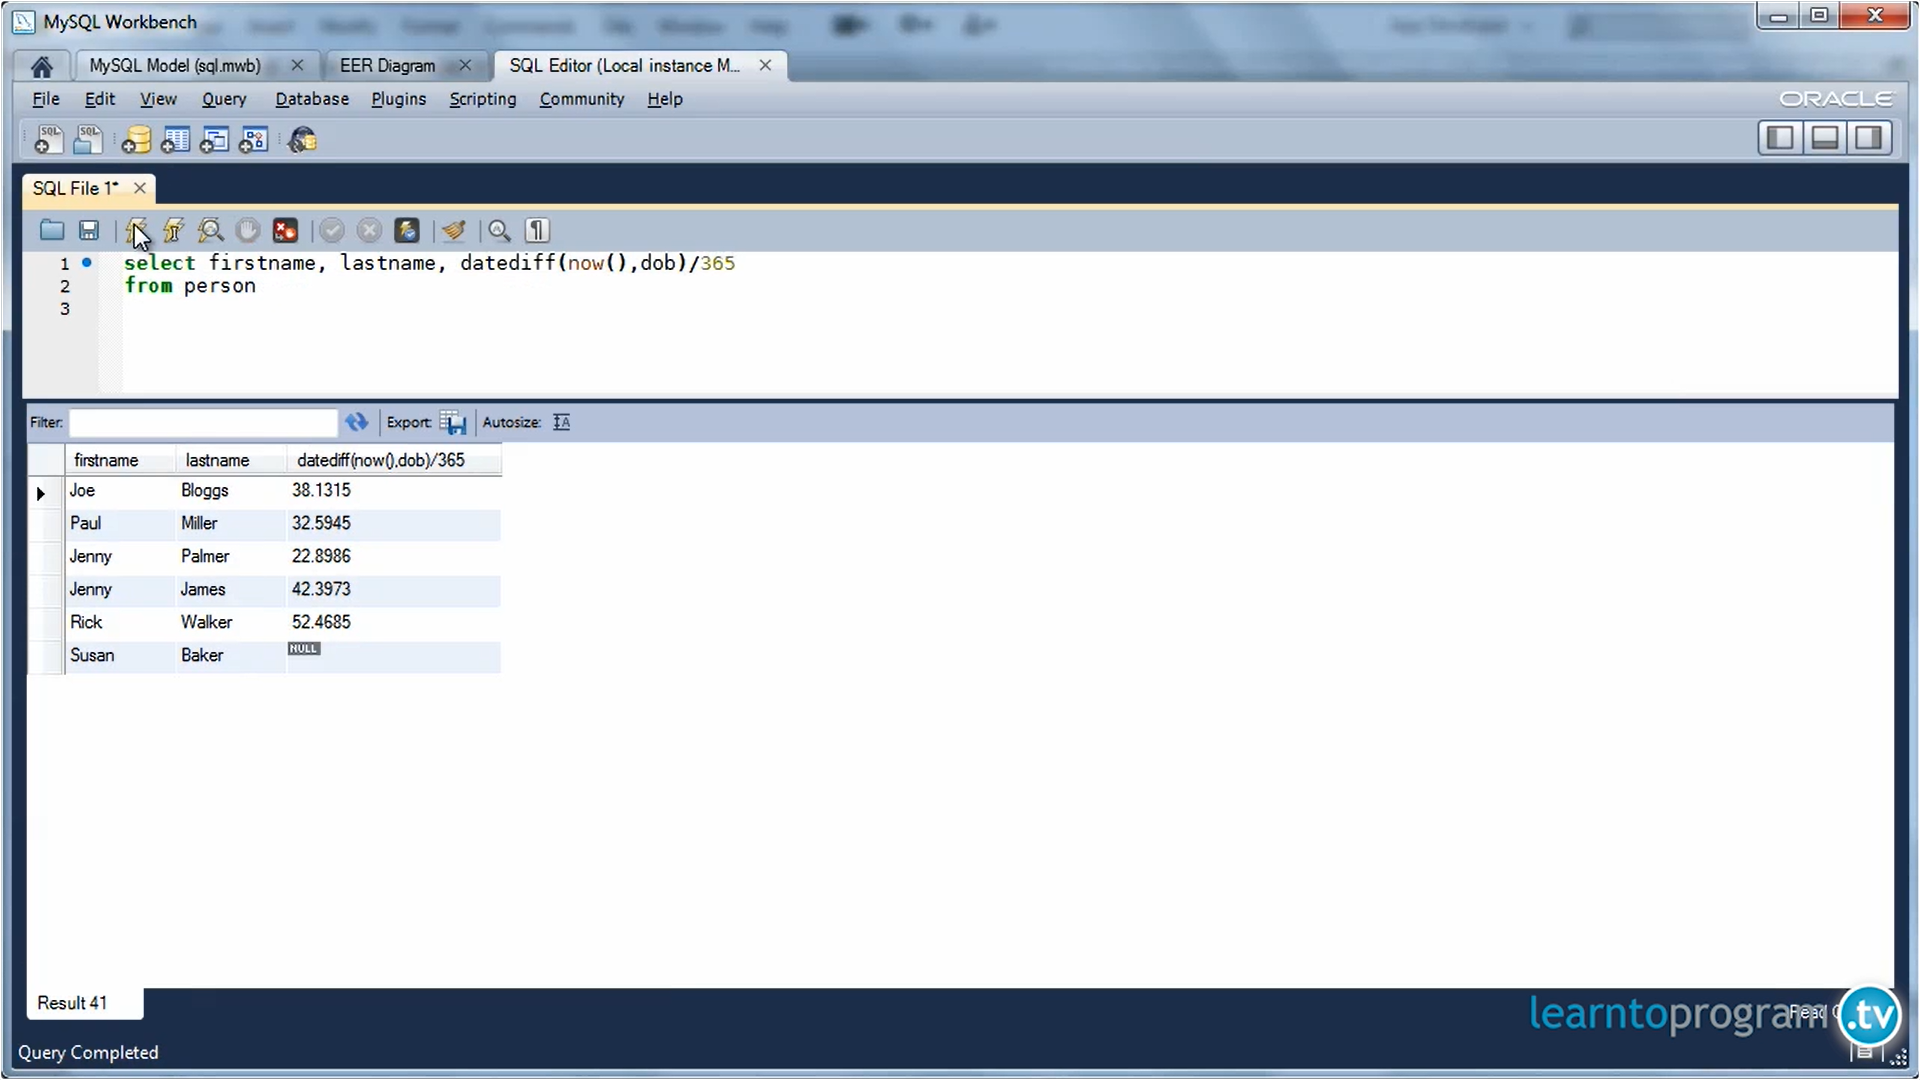 MySQL Workbench
MySQL Model (sql.mwb) EER Diagram SQL Editor (Local instance M...
File Edit View Query Database Plugins Scripting Community Help ORACLE
SQL File 1*
1 select firstname, lastname, datediff(now(),dob)/365
2 from person
3
Filter: Export: Autosize:
firstname lastname datediff(now(),dob)/365
Joe Bloggs 38.1315
Paul Miller 32.5945
Jenny Palmer 22.8986
Jenny James 42.3973
Rick Walker 52.4685
Susan Baker NULL
Result 41
learntoprogram.tv
Query Completed